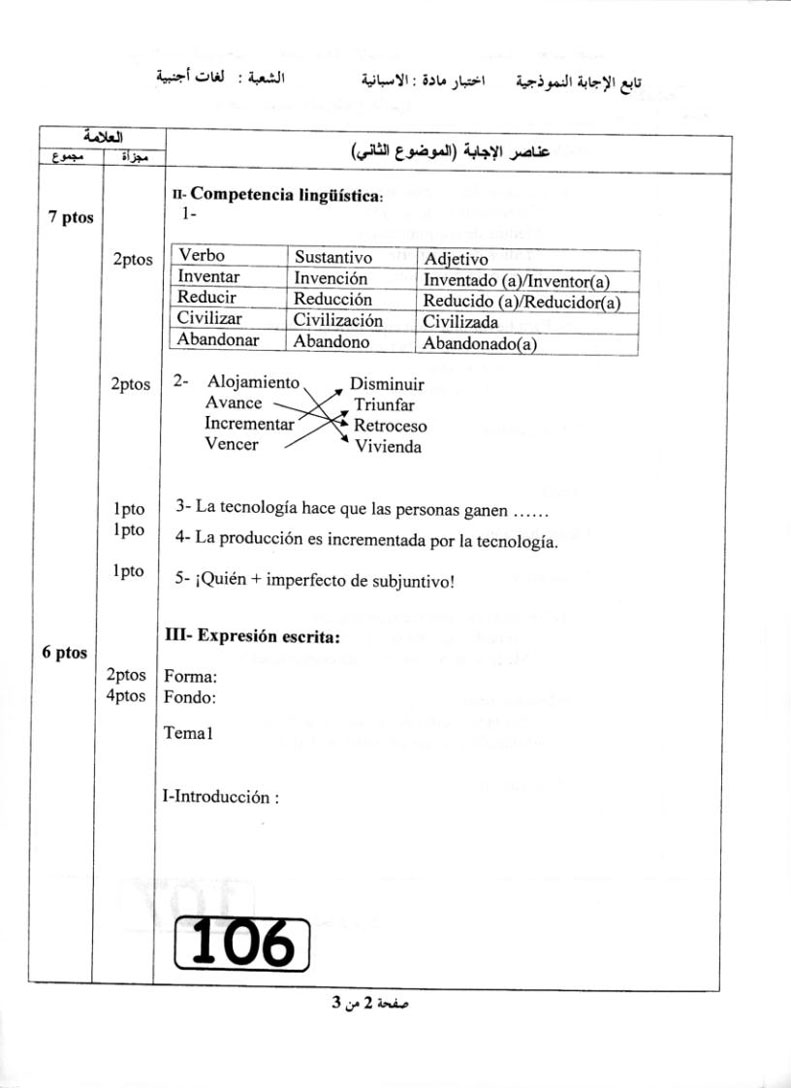 تابع الإجابة النموذجية اختبار مادة : الاسبانية الشعبة : لغات أجنبية
العلامة
عناصر الإجابة (الموضوع الثاني)
مجزأة مجموع
II- Competencia lingüística:
7 ptos
1-
2ptos
Verbo Sustantivo Adjetivo
Inventar Invención Inventado (a)/Inventor(a)
Reducir Reducción Reducido (a)/Reducidor(a)
Civilizar Civilización Civilizada
Abandonar Abandono Abandonado(a)
2ptos 2- Alojamiento Disminuir
Avance Triunfar
Incrementar Retroceso
Vencer Vivienda
1pto 3- La tecnología hace que las personas ganen ……
1pto 4- La producción es incrementada por la tecnología.
1pto 5- ¡Quién + imperfecto de subjuntivo!
III- Expresión escrita:
6 ptos
2ptos Forma:
4ptos Fondo:
Tema1
I-Introducción :
106
صفحة 2 من 3